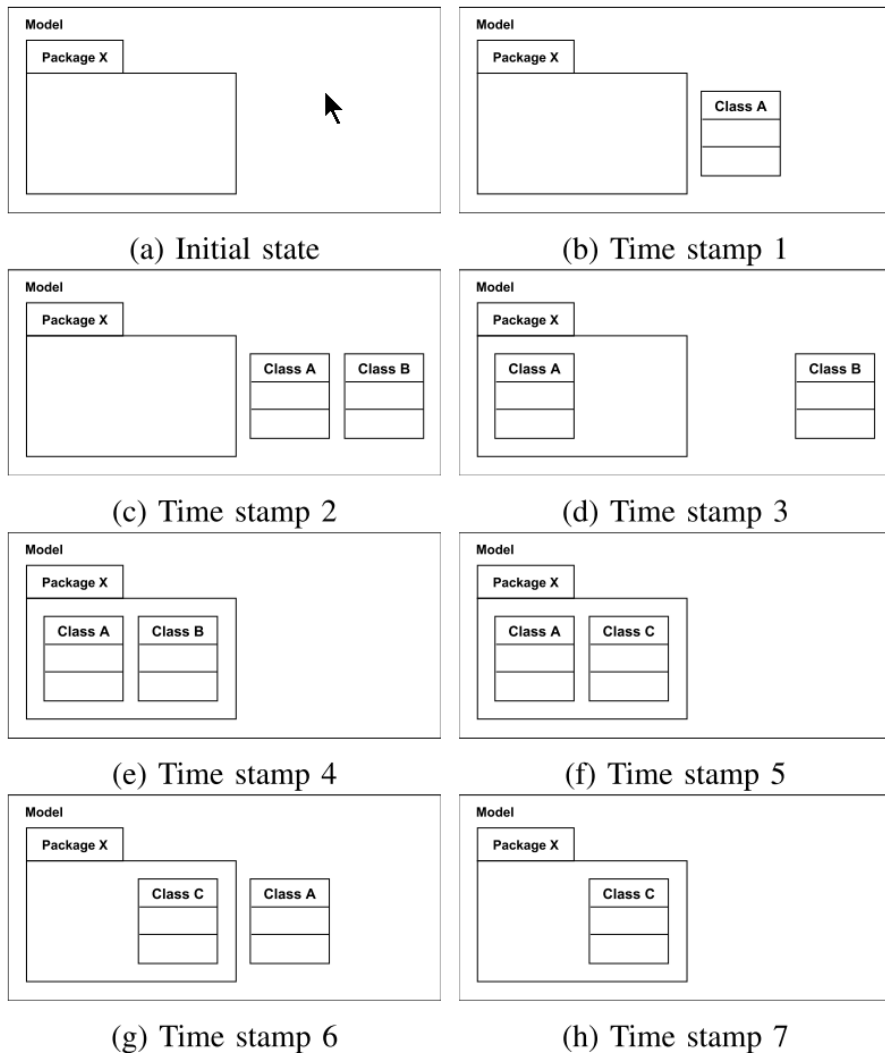 Model
Package X
(a) Initial state
Model
Package X
Class A
(b) Time stamp 1
Model
Package X
Class A
Class B
(c) Time stamp 2
Model
Package X
Class A
Class B
(d) Time stamp 3
Model
Package X
Class A
Class B
(e) Time stamp 4
Model
Package X
Class A
Class C
(f) Time stamp 5
Model
Package X
Class C
Class A
(g) Time stamp 6
Model
Package X
Class C
(h) Time stamp 7